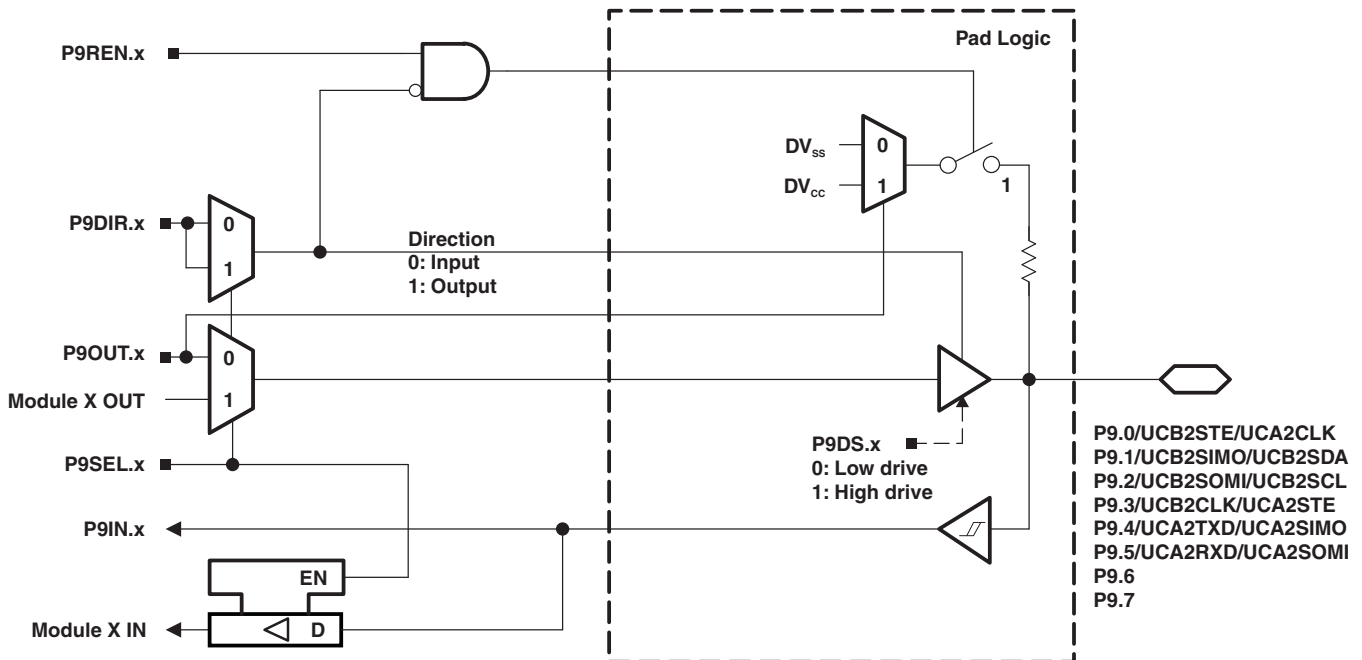 Pad Logic
P9REN.x
DVss
0
DVcc
1
1
P9DIR.x
0
1
Direction
0: Input
1: Output
P9OUT.x
0
Module X OUT
1
P9SEL.x
P9DS.x
0: Low drive
1: High drive
P9.0/UCB2STE/UCA2CLK
P9.1/UCB2SIMO/UCB2SDA
P9.2/UCB2SOMI/UCB2SCL
P9.3/UCB2CLK/UCA2STE
P9.4/UCA2TXD/UCA2SIMO
P9.5/UCA2RXD/UCA2SOMI
P9.6
P9.7
P9IN.x
EN
Module X IN
D